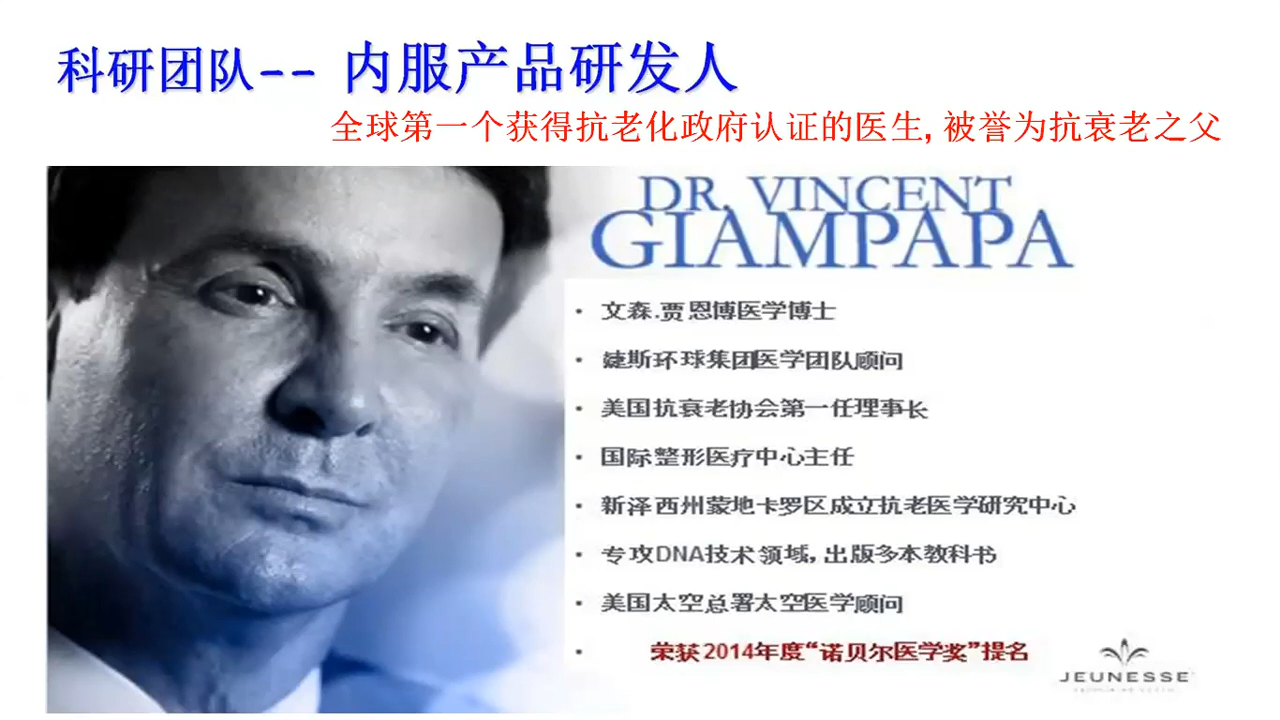 科研团队-- 内服产品研发人
全球第一个获得抗老化政府认证的医生, 被誉为抗衰老之父
DR. VINCENT
GIAMPAPA
• 文森.贾恩博医学博士
• 婕斯环球集团医学团队顾问
• 美国抗衰老协会第一任理事长
• 国际整形医疗中心主任
• 新泽西州蒙地卡罗区成立抗老医学研究中心
• 专攻DNA技术领域，出版多本教科书
• 美国太空总署太空医学顾问
• 荣获2014年度“诺贝尔医学奖”提名
JEUNESSE